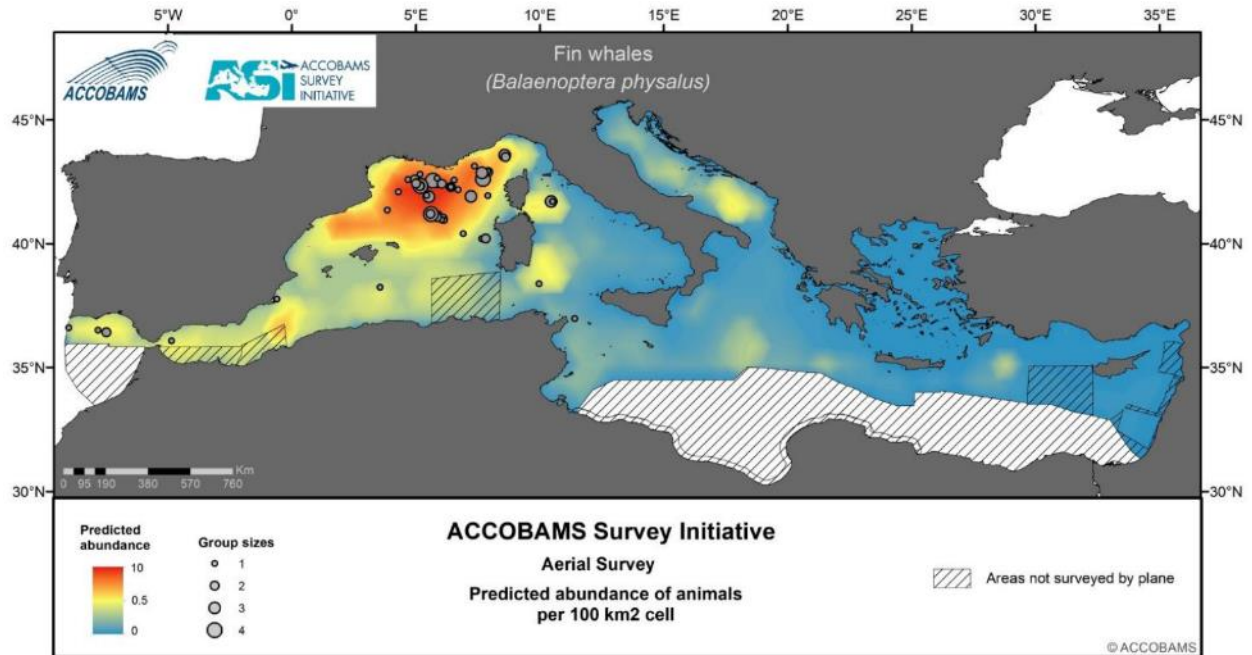 5°W 0° 5°E 10°E 15°E 20°E 25°E 30°E 35°E
ACCOBAMS
ASI ACCOBAMS
SURVEY
INITIATIVE
Fin whales
(Balaenoptera physalus)
45°N 45°N
40°N 40°N
35°N 35°N
Km
0 95 190 380 570 760
30°N 30°N
Predicted
abundance
10
0.5
0
Group sizes
1
2
3
4
ACCOBAMS Survey Initiative
Aerial Survey
Predicted abundance of animals
per 100 km2 cell
Areas not surveyed by plane
© ACCOBAMS